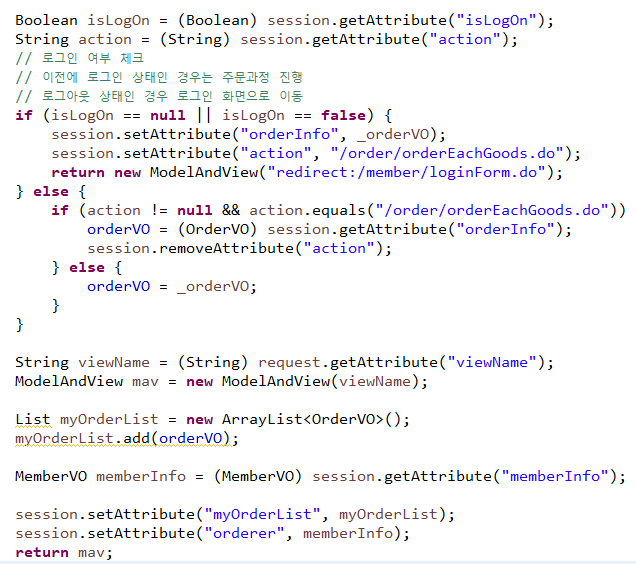 Boolean isLogOn = (Boolean) session.getAttribute("isLogOn");
String action = (String) session.getAttribute("action");
// 로그인 여부 체크
// 이전에 로그인 상태인 경우는 주문과정 진행
// 로그아웃 상태인 경우 로그인 화면으로 이동
if (isLogOn == null || isLogOn == false) {
    session.setAttribute("orderInfo", _orderVO);
    session.setAttribute("action", "/order/orderEachGoods.do");
    return new ModelAndView("redirect:/member/loginForm.do");
} else {
    if (action != null && action.equals("/order/orderEachGoods.do"))
        orderVO = (OrderVO) session.getAttribute("orderInfo");
        session.removeAttribute("action");
    } else {
        orderVO = _orderVO;
    }
}
String viewName = (String) request.getAttribute("viewName");
ModelAndView mav = new ModelAndView(viewName);
List myOrderList = new ArrayList<OrderVO>();
myOrderList.add(orderVO);
MemberVO memberInfo = (MemberVO) session.getAttribute("memberInfo");
session.setAttribute("myOrderList", myOrderList);
session.setAttribute("orderer", memberInfo);
return mav;